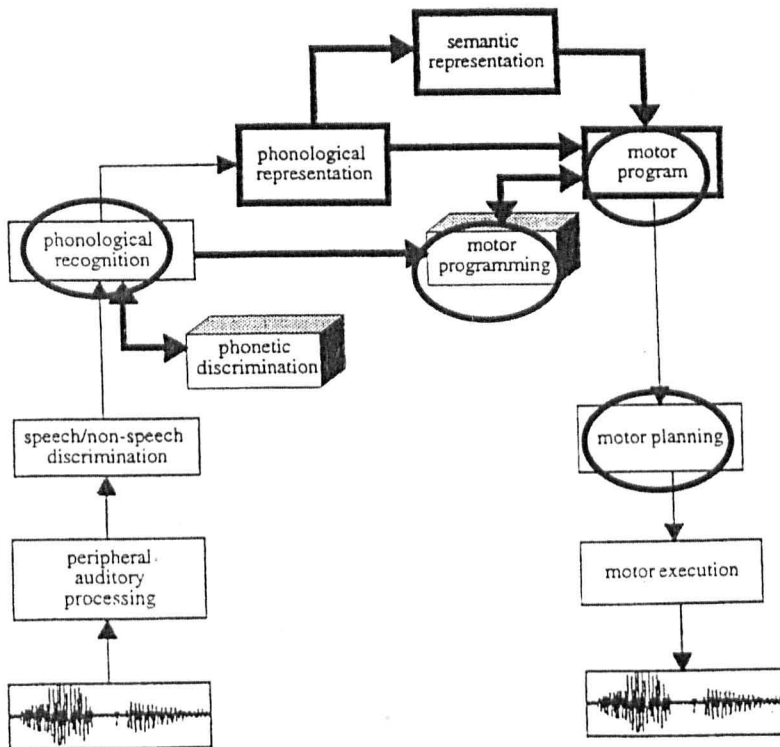 semantic
representation
phonological
representation
motor
program
phonological
recognition
motor
programming
phonetic
discrimination
speech/non-speech
discrimination
motor planning
peripheral
auditory
processing
motor execution